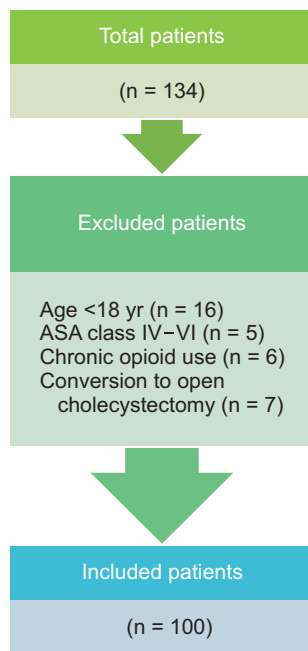 Total patients
(n = 134)
Excluded patients
Age <18 yr (n = 16)
ASA class IV−VI (n = 5)
Chronic opioid use (n = 6)
Conversion to open
cholecystectomy (n = 7)
Included patients
(n = 100)